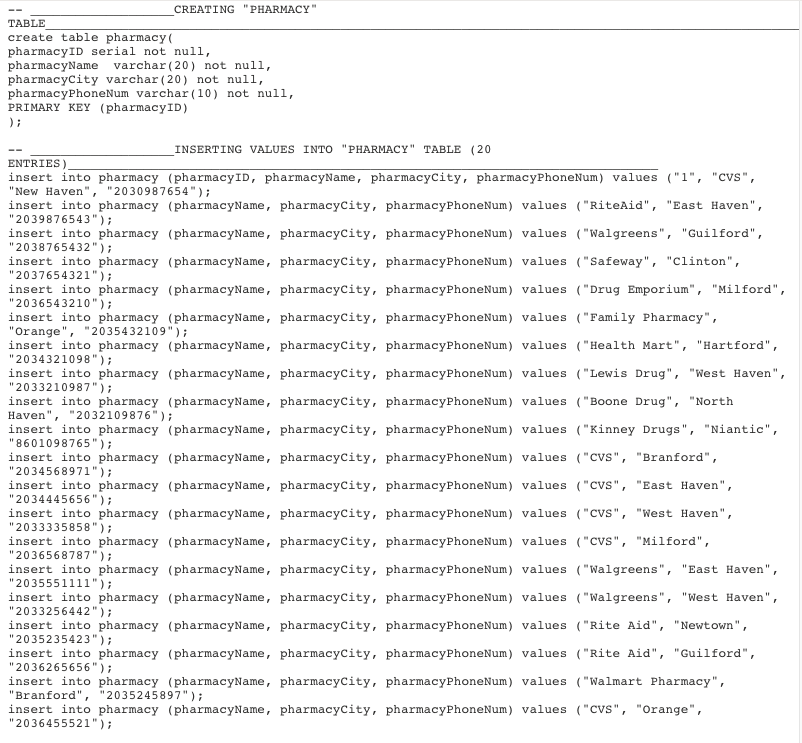 -- ___________________CREATING "PHARMACY"
TABLE____________________________________________________________________________________________________
create table pharmacy(
pharmacyID serial not null,
pharmacyName  varchar(20) not null,
pharmacyCity varchar(20) not null,
pharmacyPhoneNum varchar(10) not null,
PRIMARY KEY (pharmacyID)
);

-- ___________________INSERTING VALUES INTO "PHARMACY" TABLE (20
ENTRIES)______________________________________________________________________________
insert into pharmacy (pharmacyID, pharmacyName, pharmacyCity, pharmacyPhoneNum) values ("1", "CVS",
"New Haven", "2030987654");
insert into pharmacy (pharmacyName, pharmacyCity, pharmacyPhoneNum) values ("RiteAid", "East Haven",
"2039876543");
insert into pharmacy (pharmacyName, pharmacyCity, pharmacyPhoneNum) values ("Walgreens", "Guilford",
"2038765432");
insert into pharmacy (pharmacyName, pharmacyCity, pharmacyPhoneNum) values ("Safeway", "Clinton",
"2037654321");
insert into pharmacy (pharmacyName, pharmacyCity, pharmacyPhoneNum) values ("Drug Emporium", "Milford",
"2036543210");
insert into pharmacy (pharmacyName, pharmacyCity, pharmacyPhoneNum) values ("Family Pharmacy",
"Orange", "2035432109");
insert into pharmacy (pharmacyName, pharmacyCity, pharmacyPhoneNum) values ("Health Mart", "Hartford",
"2034321098");
insert into pharmacy (pharmacyName, pharmacyCity, pharmacyPhoneNum) values ("Lewis Drug", "West Haven",
"2033210987");
insert into pharmacy (pharmacyName, pharmacyCity, pharmacyPhoneNum) values ("Boone Drug", "North
Haven", "2032109876");
insert into pharmacy (pharmacyName, pharmacyCity, pharmacyPhoneNum) values ("Kinney Drugs", "Niantic",
"8601098765");
insert into pharmacy (pharmacyName, pharmacyCity, pharmacyPhoneNum) values ("CVS", "Branford",
"2034568971");
insert into pharmacy (pharmacyName, pharmacyCity, pharmacyPhoneNum) values ("CVS", "East Haven",
"2034445656");
insert into pharmacy (pharmacyName, pharmacyCity, pharmacyPhoneNum) values ("CVS", "West Haven",
"2033335858");
insert into pharmacy (pharmacyName, pharmacyCity, pharmacyPhoneNum) values ("CVS", "Milford",
"2036568787");
insert into pharmacy (pharmacyName, pharmacyCity, pharmacyPhoneNum) values ("Walgreens", "East Haven",
"2035551111");
insert into pharmacy (pharmacyName, pharmacyCity, pharmacyPhoneNum) values ("Walgreens", "West Haven",
"2033256442");
insert into pharmacy (pharmacyName, pharmacyCity, pharmacyPhoneNum) values ("Rite Aid", "Newtown",
"2035235423");
insert into pharmacy (pharmacyName, pharmacyCity, pharmacyPhoneNum) values ("Rite Aid", "Guilford",
"2036265656");
insert into pharmacy (pharmacyName, pharmacyCity, pharmacyPhoneNum) values ("Walmart Pharmacy",
"Branford", "2035245897");
insert into pharmacy (pharmacyName, pharmacyCity, pharmacyPhoneNum) values ("CVS", "Orange",
"2036455521");